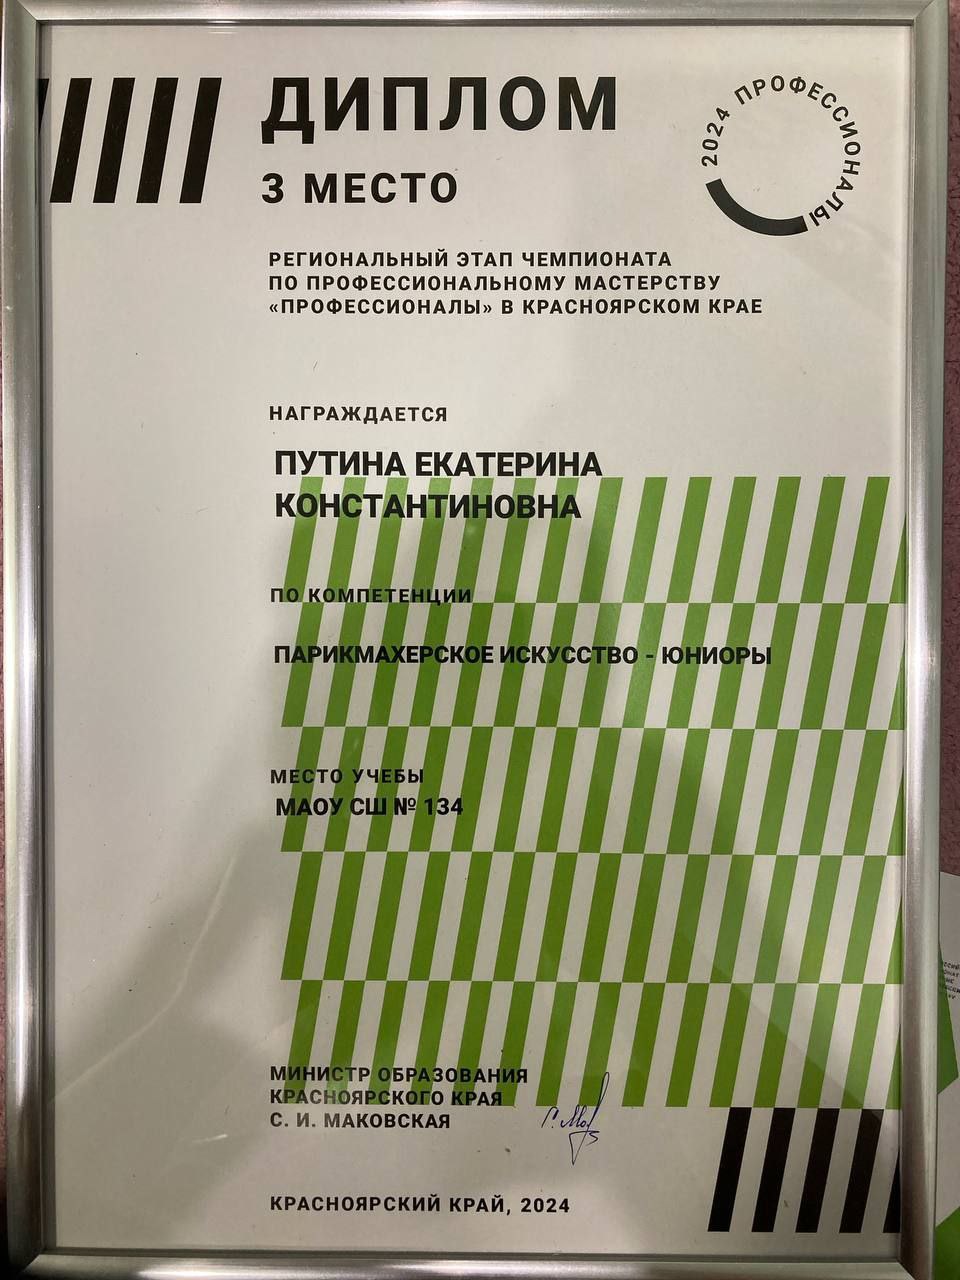 ДИПЛОМ
2024 ПРОФЕССИОНАЛЫ
3 МЕСТО
РЕГИОНАЛЬНЫЙ ЭТАП ЧЕМПИОНАТА
ПО ПРОФЕССИОНАЛЬНОМУ МАСТЕРСТВУ
«ПРОФЕССИОНАЛЫ» В КРАСНОЯРСКОМ КРАЕ
НАГРАЖДАЕТСЯ
ПУТИНА ЕКАТЕРИНА
КОНСТАНТИНОВНА
ПО КОМПЕТЕНЦИИ
ПАРИКМАХЕРСКОЕ ИСКУССТВО - ЮНИОРЫ
МЕСТО УЧЕБЫ
МАОУ СШ № 134
МИНИСТР ОБРАЗОВАНИЯ
КРАСНОЯРСКОГО КРАЯ
С. И. МАКОВСКАЯ
КРАСНОЯРСКИЙ КРАЙ, 2024